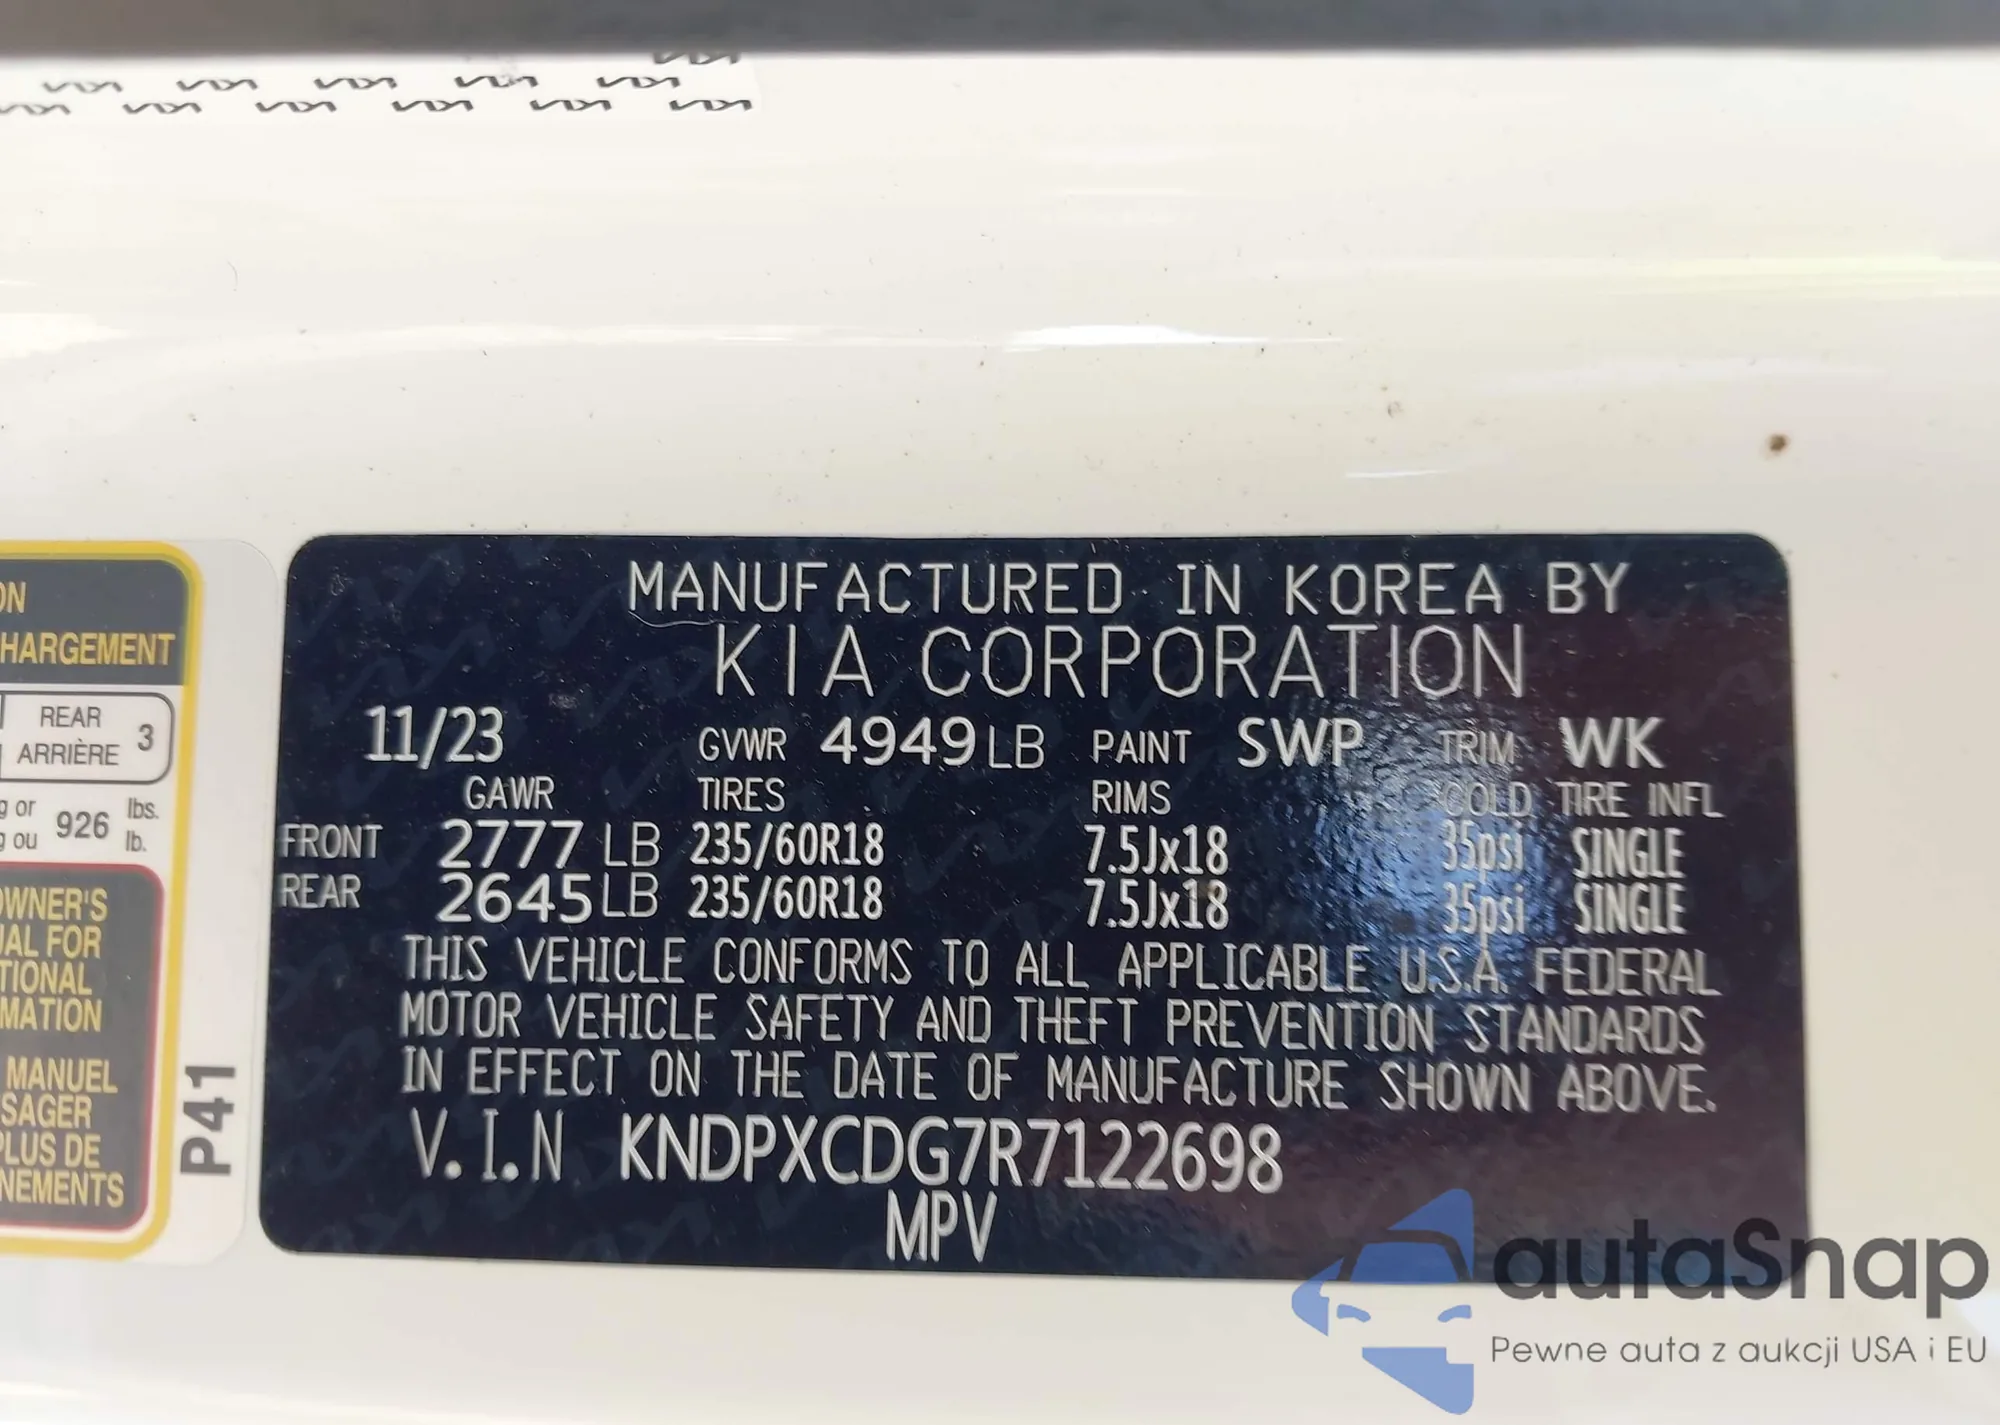 ON
HARGEMENT
REAR
ARRIÈRE
3
g or
g ou
926
lbs.
lb.
OWNER'S
UAL FOR
TIONAL
MATION
MANUEL
SAGER
PLUS DE
NEMENTS
P41
MANUFACTURED IN KOREA BY
KIA CORPORATION
11/23 GVWR 4949 LB PAINT SWP TRIM WK
GAWR TIRES RIMS COLD TIRE INFL
FRONT 2777 LB 235/60R18 7.5Jx18 35psi SINGLE
REAR 2645 LB 235/60R18 7.5Jx18 35psi SINGLE
THIS VEHICLE CONFORMS TO ALL APPLICABLE U.S.A. FEDERAL
MOTOR VEHICLE SAFETY AND THEFT PREVENTION STANDARDS
IN EFFECT ON THE DATE OF MANUFACTURE SHOWN ABOVE.
V.I.N KNDPXCDG7R7122698
MPV
autaSnap
Pewne auta z aukcji USA i EU